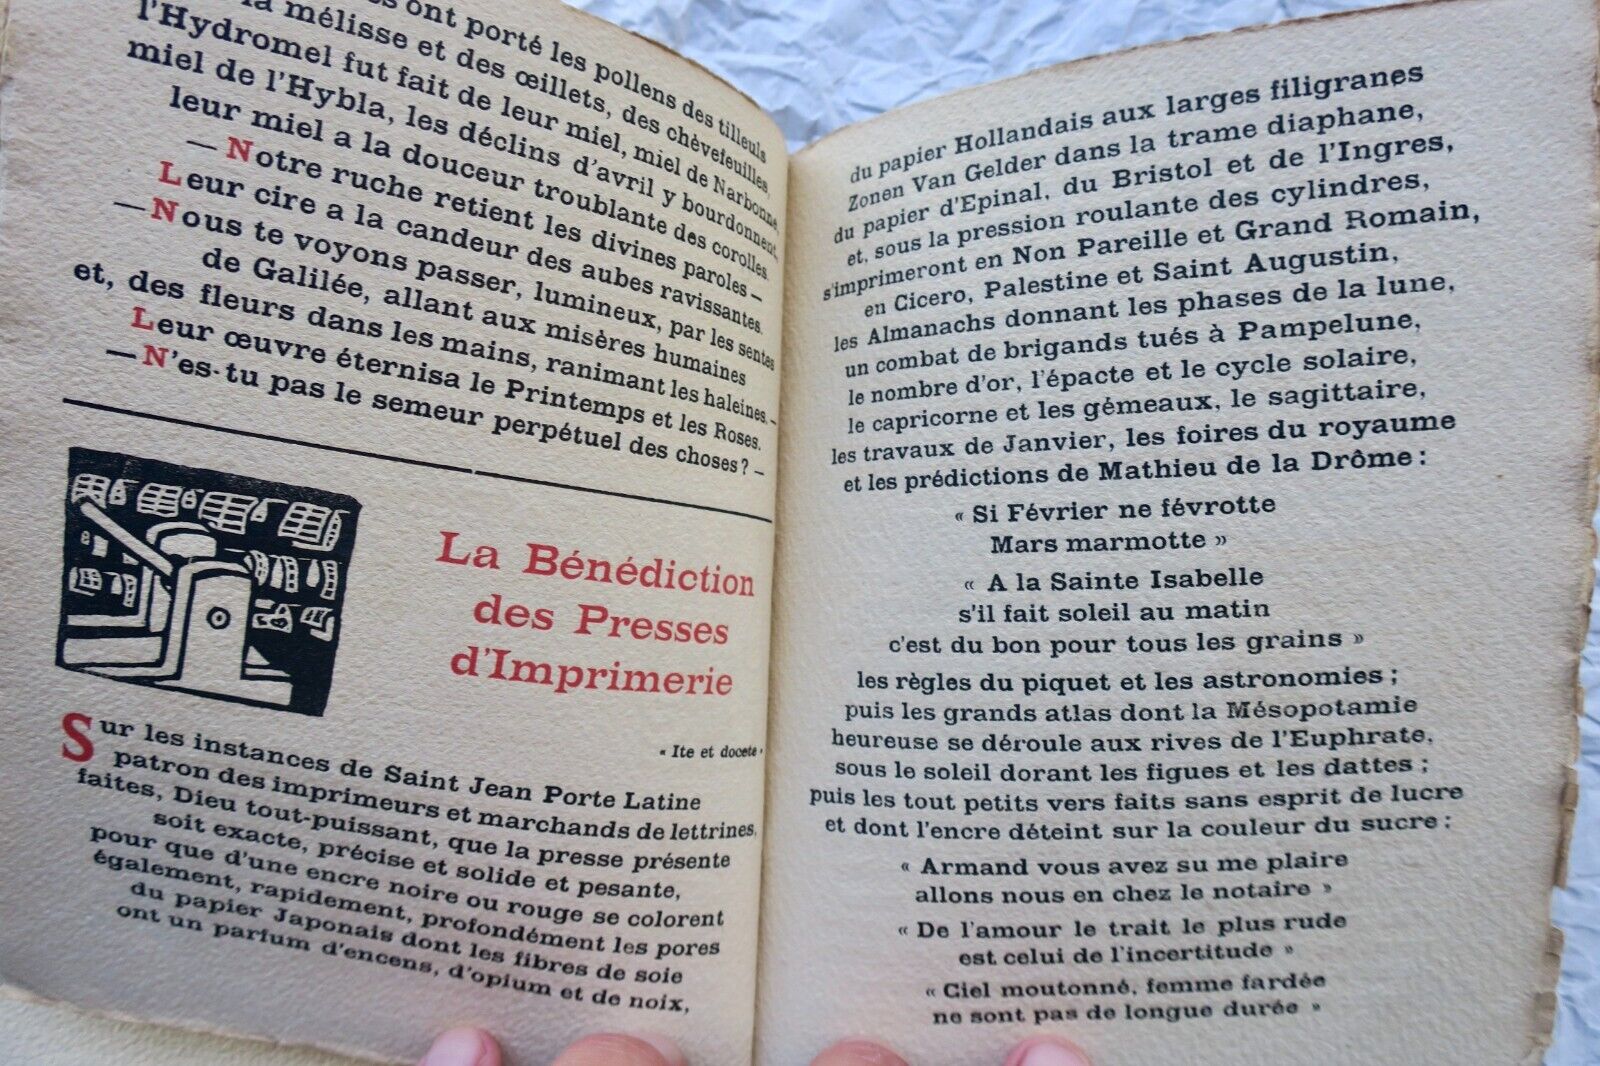 ont porté les pollens des tilleuls
la mélisse et des œillets, des chèvefeuilles,
l'Hydromel fut fait de leur miel, miel de Narbonne,
miel de l'Hybla, les déclins d'avril y bourdonnent,
leur miel a la douceur troublante des corolles.
— Notre ruche retient les divines paroles —
Leur cire a la candeur des aubes ravissantes.
— Nous te voyons passer, lumineux, par les sentes
de Galilée, allant aux misères humaines
et, des fleurs dans les mains, ranimant les haleines. —
Leur œuvre éternisa le Printemps et les Roses.
— N'es-tu pas le semeur perpétuel des choses? —
La Bénédiction
des Presses
d'Imprimerie
« Ite et docete »
Sur les instances de Saint Jean Porte Latine
patron des imprimeurs et marchands de lettrines,
faites, Dieu tout-puissant, que la presse présente
soit exacte, précise et solide et pesante,
pour que d'une encre noire ou rouge se colorent
également, rapidement, profondément les pores
du papier Japonais dont les fibres de soie
ont un parfum d'encens, d'opium et de noix,
du papier Hollandais aux larges filigranes
Zonen Van Gelder dans la trame diaphane,
du papier d'Epinal, du Bristol et de l'Ingres,
et, sous la pression roulante des cylindres,
s'imprimeront en Non Pareille et Grand Romain,
en Cicero, Palestine et Saint Augustin,
les Almanachs donnant les phases de la lune,
un combat de brigands tués à Pampelune,
le nombre d'or, l'épacte et le cycle solaire,
le capricorne et les gémeaux, le sagittaire,
les travaux de Janvier, les foires du royaume
et les prédictions de Mathieu de la Drôme :
« Si Février ne févrotte
Mars marmotte »
« A la Sainte Isabelle
s'il fait soleil au matin
c'est du bon pour tous les grains »
les règles du piquet et les astronomies ;
puis les grands atlas dont la Mésopotamie
heureuse se déroule aux rives de l'Euphrate,
sous le soleil dorant les figues et les dattes ;
puis les tout petits vers faits sans esprit de lucre
et dont l'encre déteint sur la couleur du sucre :
« Armand vous avez su me plaire
allons nous en chez le notaire »
« De l'amour le trait le plus rude
est celui de l'incertitude »
« Ciel moutonné, femme fardée
ne sont pas de longue durée »